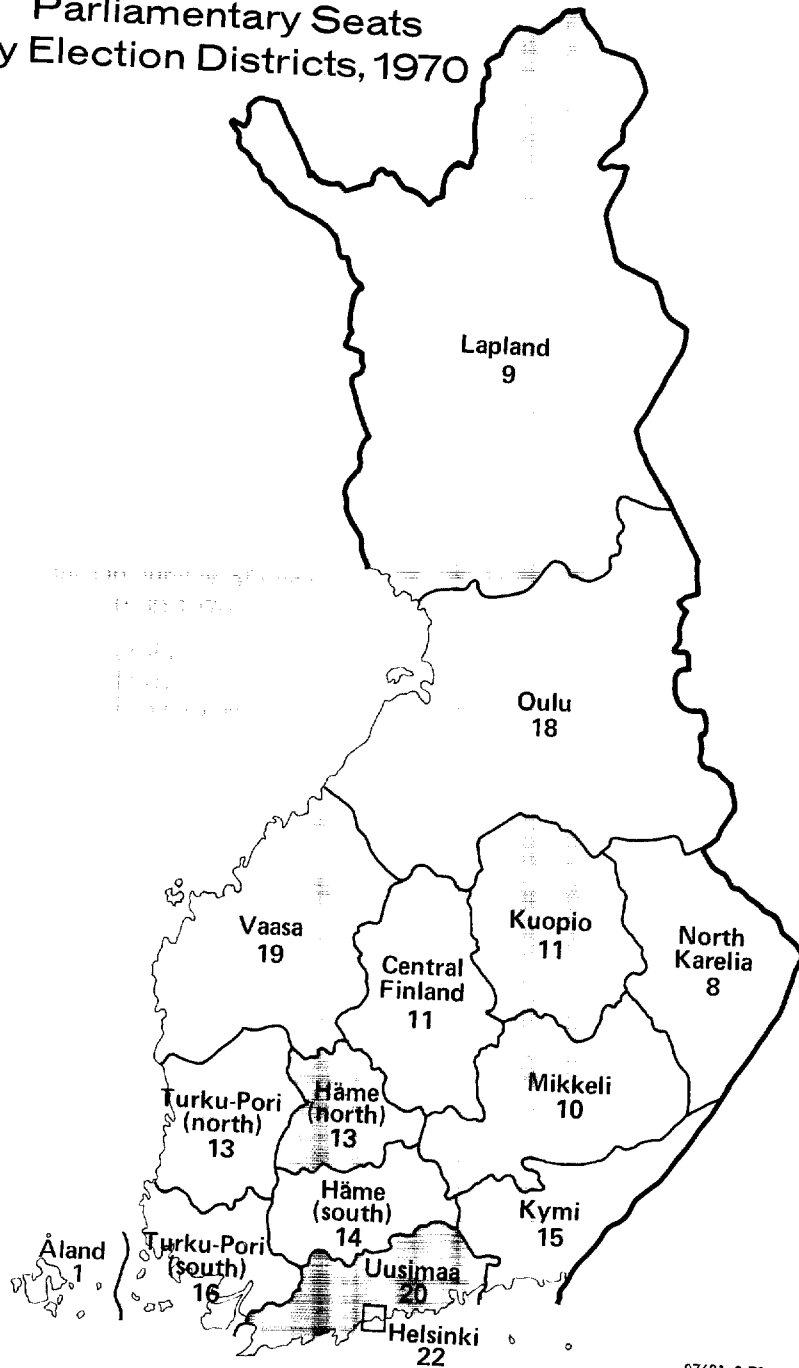 Parliamentary Seats
y Election Districts, 1970
Lapland
9
Oulu
18
Vaasa
19
Kuopio
11
North
Karelia
8
Central
Finland
11
Mikkeli
10
Turku-Pori
(north)
13
Häme
(north)
13
Häme
(south)
14
Kymi
15
Åland
1
Turku-Pori
(south)
16
Uusimaa
20
Helsinki
22